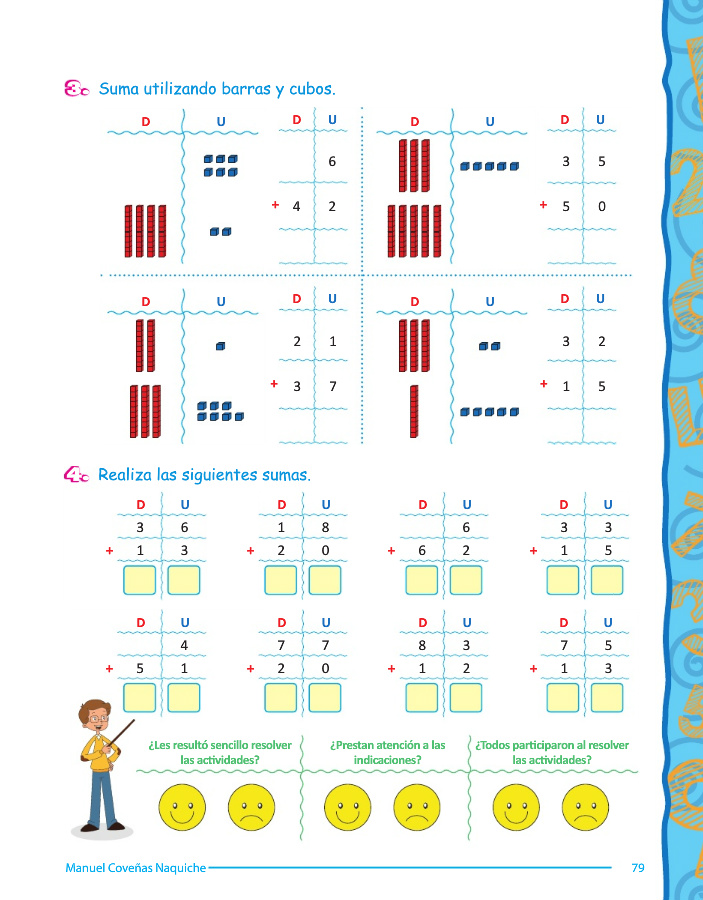 3. Suma utilizando barras y cubos.
D U D U D U D U
6 3 5
+ 4 2 + 5 0
D U D U D U D U
2 1 3 2
+ 3 7 + 1 5
4. Realiza las siguientes sumas.
D U D U D U D U
3 6 1 8 6 3 3
+ 1 3 + 2 0 + 6 2 + 1 5
D U D U D U D U
4 7 7 8 3 7 5
+ 5 1 + 2 0 + 1 2 + 1 3
¿Les resultó sencillo resolver ¿Prestan atención a las ¿Todos participaron al resolver
las actividades? indicaciones? las actividades?
Manuel Coveñas Naquiche 79